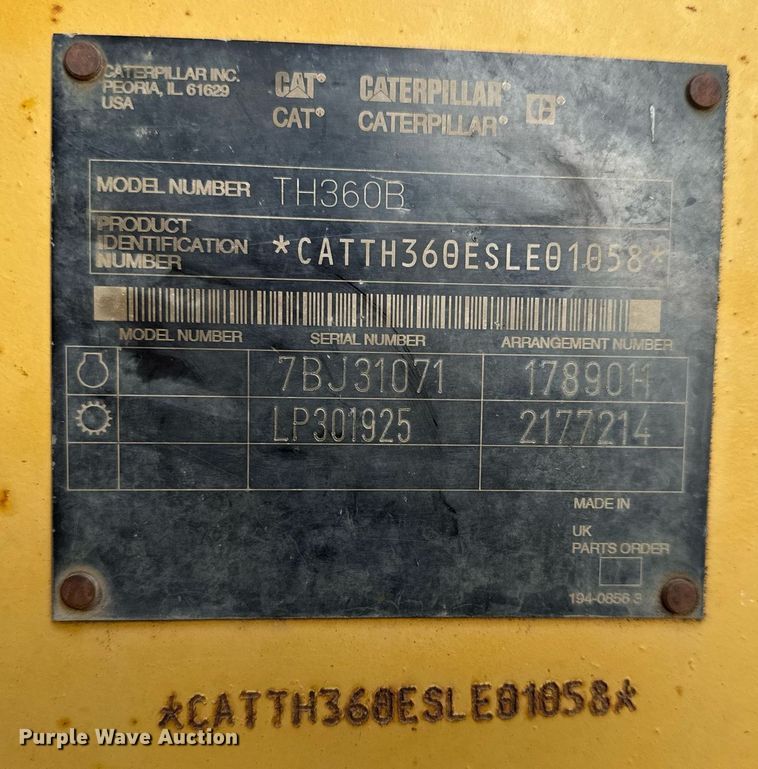 CATERPILLAR INC.
PEORIA, IL 61629
USA
CAT® CATERPILLAR® C®
CAT® CATERPILLAR®
MODEL NUMBER TH360B
PRODUCT
IDENTIFICATION
NUMBER *CATTH360ESLE01058*
MODEL NUMBER SERIAL NUMBER ARRANGEMENT NUMBER
7BJ31071 1789011
LP301925 2177214
MADE IN
UK
PARTS ORDER
194-0856 3
*CATTH360ESLE01058*
Purple Wave Auction